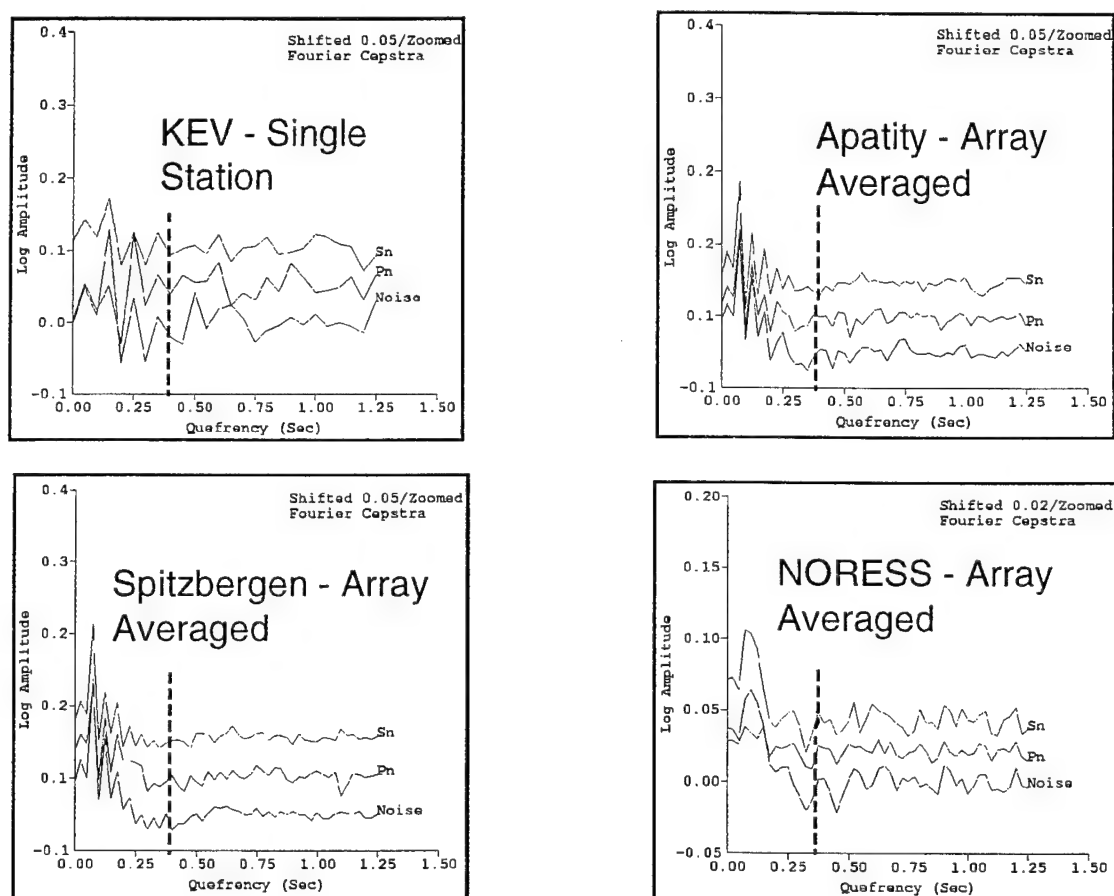 0.4
Shifted 0.05/Zoomed
Fourier Cepstra
0.3
KEV - Single
Station
0.2
Log Amplitude
0.1
Sn
Pn
Noise
0.0
-0.1
0.00 0.25 0.50 0.75 1.00 1.25 1.50
Quefrency (Sec)
0.4
Shifted 0.05/Zoomed
Fourier Cepstra
0.3
Apatity - Array
Averaged
0.2
Log Amplitude
Sn
0.1
Pn
Noise
-0.1
0.00 0.25 0.50 0.75 1.00 1.25 1.50
Quefrency (Sec)
0.4
Shifted 0.05/Zoomed
Fourier Cepstra
0.3
Spitzbergen - Array
Averaged
0.2
Log Amplitude
0.2
Sn
0.1
Pn
Noise
-0.1
0.00 0.25 0.50 0.75 1.00 1.25 1.50
Quefrency (Sec)
0.20
Shifted 0.02/Zoomed
Fourier Cepstra
0.15
NORESS - Array
Averaged
0.10
Log Amplitude
0.05
Sn
Pn
0.00
Noise
-0.05
0.00 0.25 0.50 0.75 1.00 1.25 1.50
Quefrency (Sec)